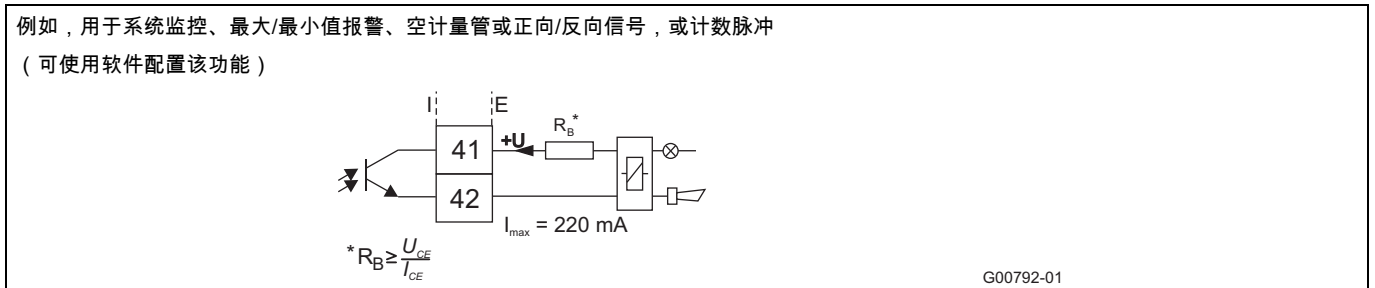 例如，用于系统监控、最大/最小值报警、空计量管或正向/反向信号，或计数脉冲
（可使用软件配置该功能）
I E
41 +U R_B*
42
I_max = 220 mA
*R_B ≥ U_CE / I_CE
G00792-01